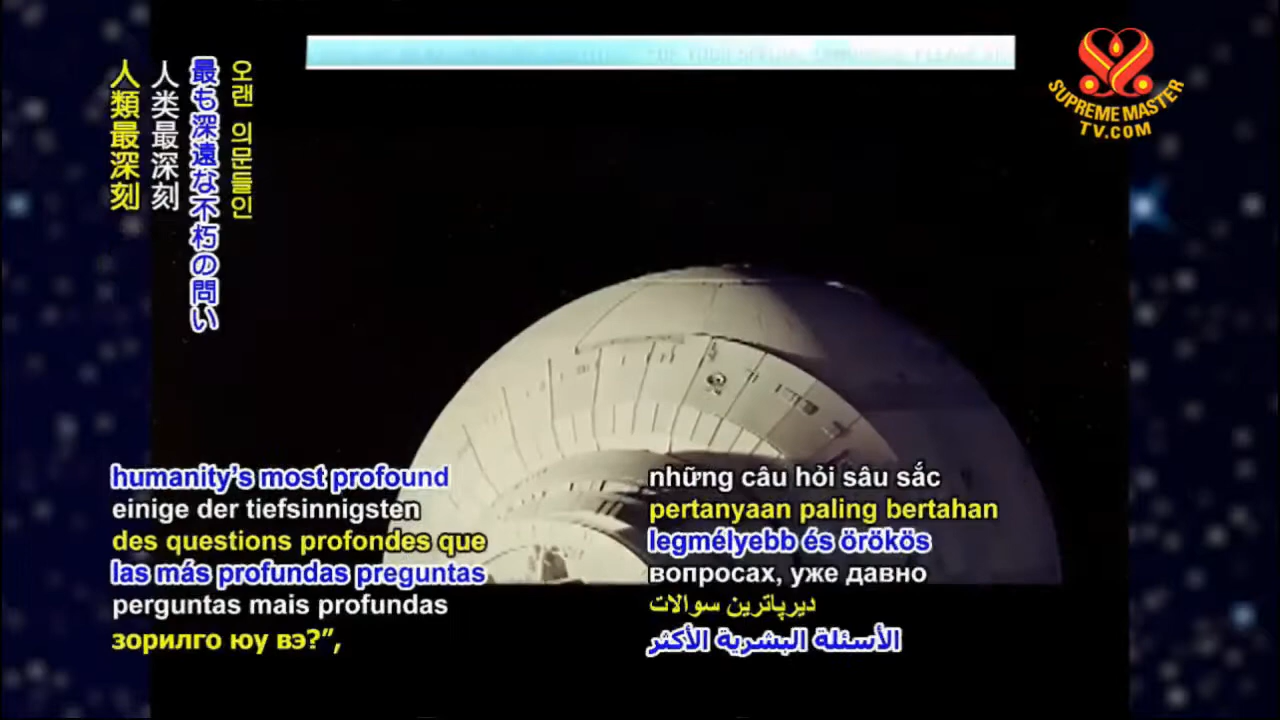 SUPREME MASTER
TV.COM
오랜 의문들인
最も深遠な不朽の問い
人类最深刻
人類最深刻
humanity's most profound
einige der tiefsinnigsten
des questions profondes que
las más profundas preguntas
perguntas mais profundas
зорилго юу вэ?”,
những câu hỏi sâu sắc
pertanyaan paling bertahan
legmélyebb és örökös
вопросах, уже давно
دیرپاترین سوالات
الأسئلة البشرية الأكثر